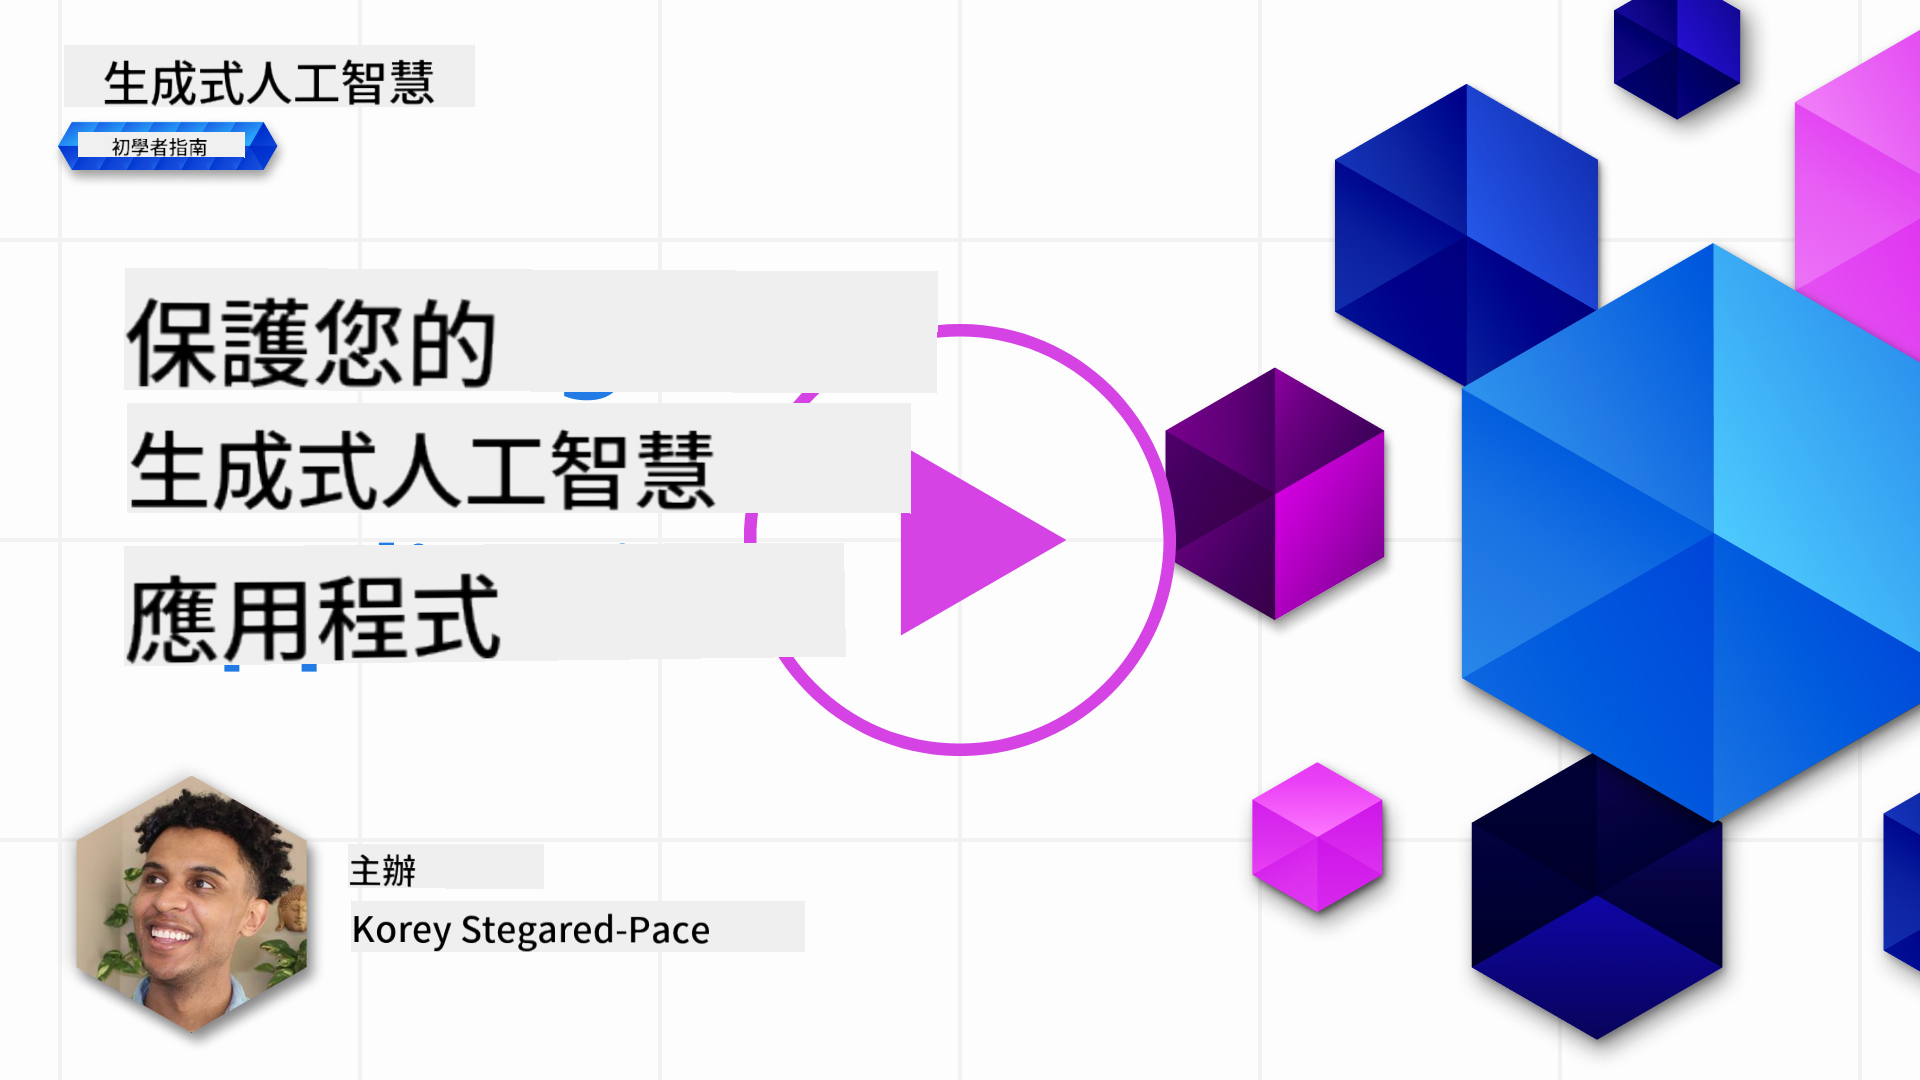 生成式人工智慧
初學者指南
保護您的
生成式人工智慧
應用程式
主辦
Korey Stegared-Pace